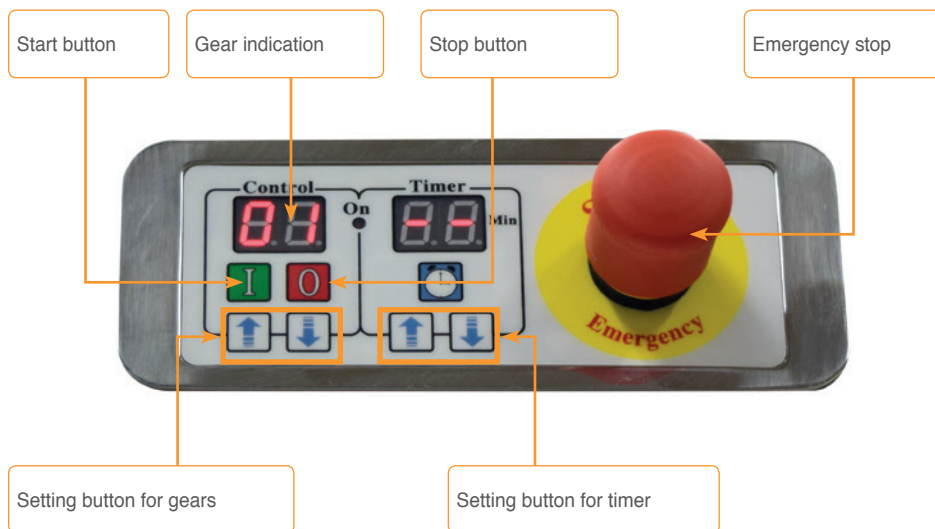 Start button
Gear indication
Stop button
Emergency stop
Control
Timer
On
01
--
Min
I
0
Emergency
Setting button for gears
Setting button for timer